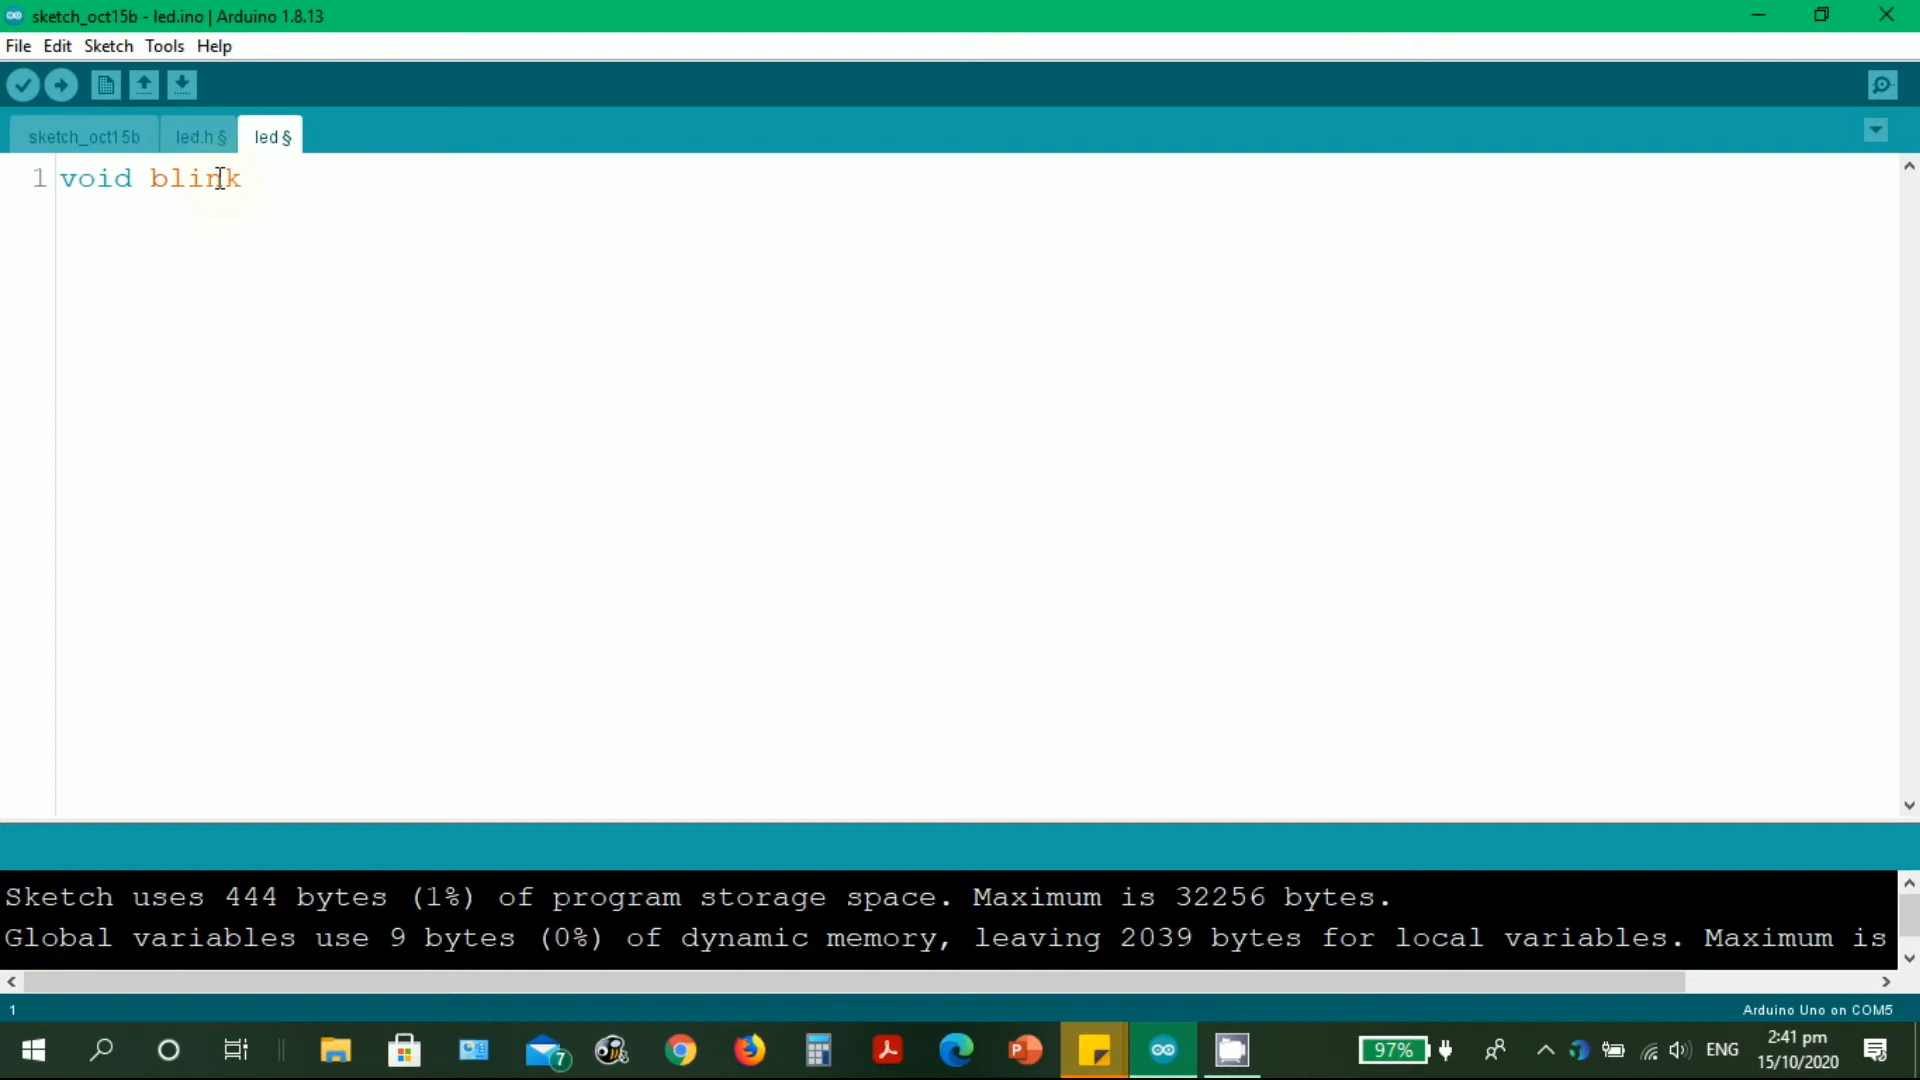 sketch_oct15b - led.ino | Arduino 1.8.13
File Edit Sketch Tools Help
sketch_oct15b led.h § led §
1 void blink
Sketch uses 444 bytes (1%) of program storage space. Maximum is 32256 bytes.
Global variables use 9 bytes (0%) of dynamic memory, leaving 2039 bytes for local variables. Maximum is
1 Arduino Uno on COM5
7 97% ENG 2:41 pm
15/10/2020